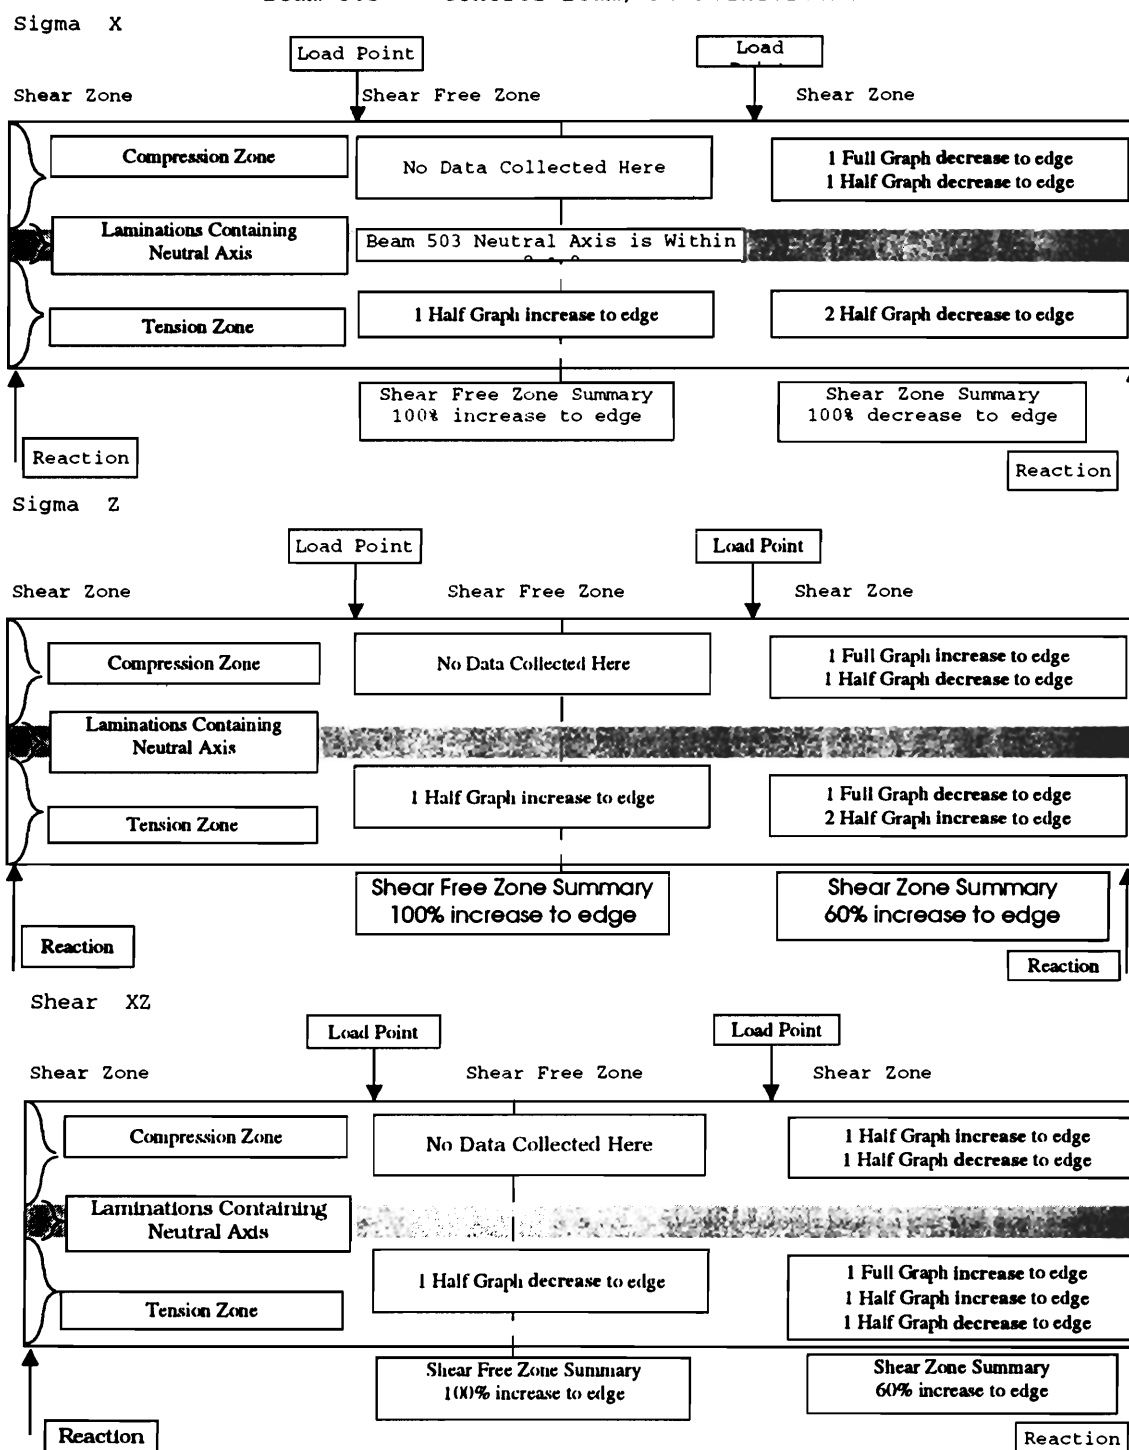 Sigma X
Load Point
Load
Shear Zone
Shear Free Zone
Shear Zone
Compression Zone
No Data Collected Here
1 Full Graph decrease to edge
1 Half Graph decrease to edge
Laminations Containing
Neutral Axis
Beam 503 Neutral Axis is Within
Tension Zone
1 Half Graph increase to edge
2 Half Graph decrease to edge
Shear Free Zone Summary
100% increase to edge
Shear Zone Summary
100% decrease to edge
Reaction
Reaction
Sigma Z
Load Point
Load Point
Shear Zone
Shear Free Zone
Shear Zone
Compression Zone
No Data Collected Here
1 Full Graph increase to edge
1 Half Graph decrease to edge
Laminations Containing
Neutral Axis
Tension Zone
1 Half Graph increase to edge
1 Full Graph decrease to edge
2 Half Graph increase to edge
Shear Free Zone Summary
100% increase to edge
Shear Zone Summary
60% increase to edge
Reaction
Reaction
Shear XZ
Load Point
Load Point
Shear Zone
Shear Free Zone
Shear Zone
Compression Zone
No Data Collected Here
1 Half Graph increase to edge
1 Half Graph decrease to edge
Laminations Containing
Neutral Axis
Tension Zone
1 Half Graph decrease to edge
1 Full Graph increase to edge
1 Half Graph increase to edge
1 Half Graph decrease to edge
Shear Free Zone Summary
100% increase to edge
Shear Zone Summary
60% increase to edge
Reaction
Reaction